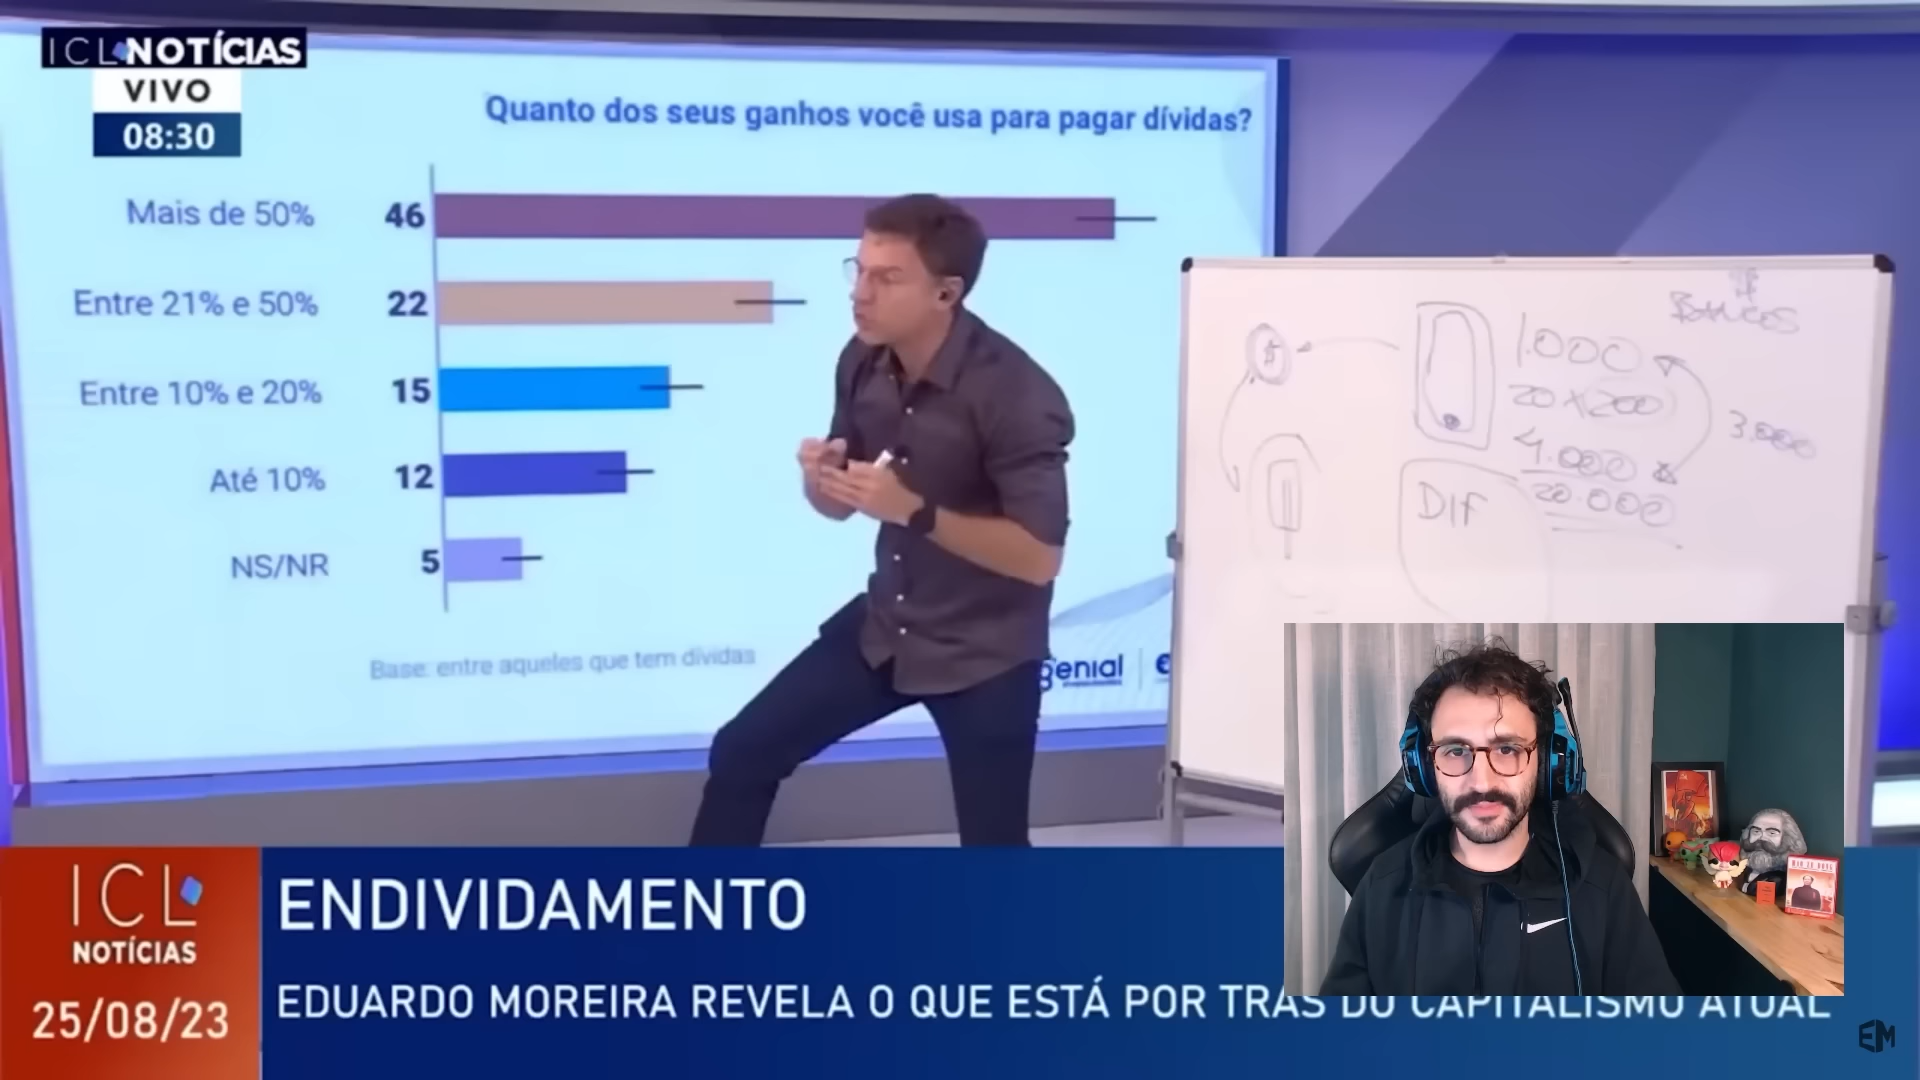 ICL NOTÍCIAS
VIVO
08:30
Quanto dos seus ganhos você usa para pagar dívidas?
Mais de 50% 46
Entre 21% e 50% 22
Entre 10% e 20% 15
Até 10% 12
NS/NR 5
Base: entre aqueles que tem dívidas
genial
BANCOS
$
1.000
20 x 200
4.000
3.000
20.000
DIF
ICL
NOTÍCIAS
25/08/23
ENDIVIDAMENTO
EDUARDO MOREIRA REVELA O QUE ESTÁ POR TRÁS DO CAPITALISMO ATUAL
EM